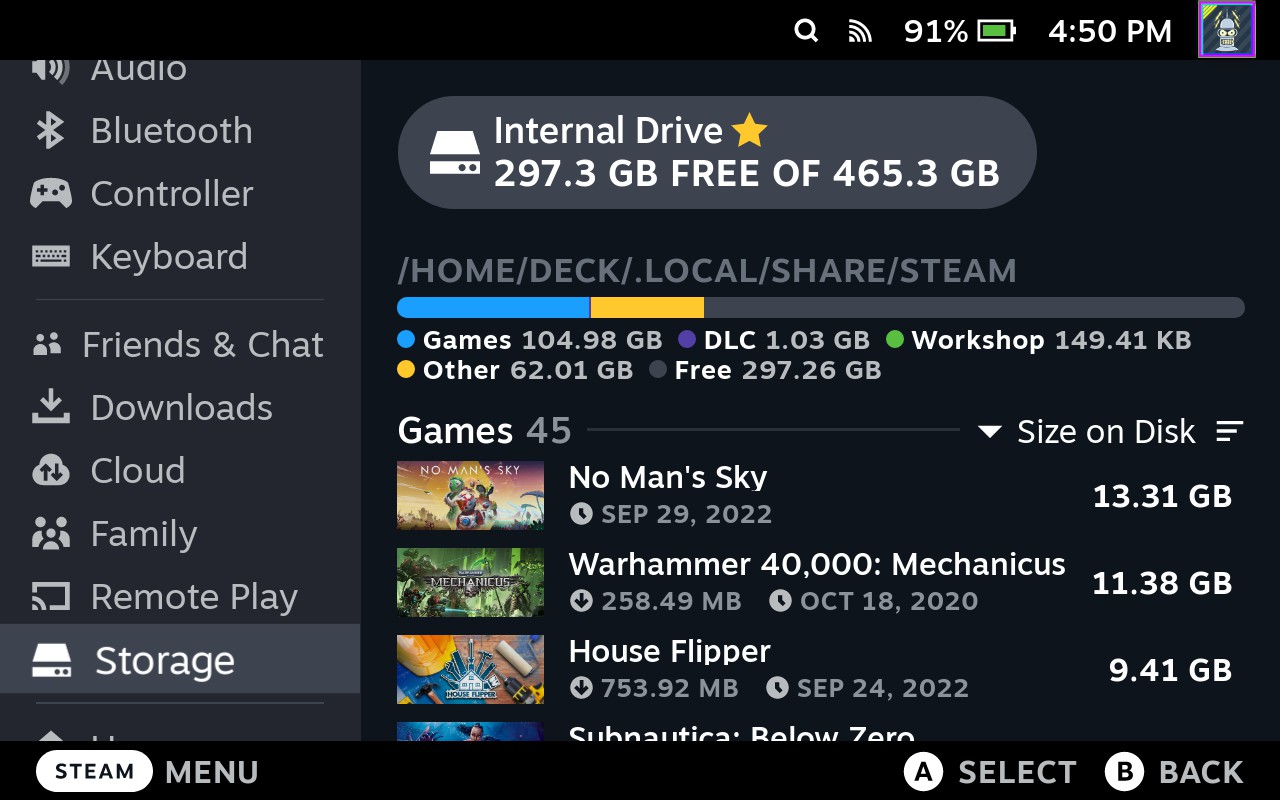 91% 4:50 PM
Audio
Bluetooth
Controller
Keyboard
Friends & Chat
Downloads
Cloud
Family
Remote Play
Storage
Internal Drive
297.3 GB FREE OF 465.3 GB
/HOME/DECK/.LOCAL/SHARE/STEAM
Games 104.98 GB DLC 1.03 GB Workshop 149.41 KB
Other 62.01 GB Free 297.26 GB
Games 45 Size on Disk
NO MAN'S SKY
No Man's Sky
SEP 29, 2022
13.31 GB
MECHANICUS
Warhammer 40,000: Mechanicus
258.49 MB OCT 18, 2020
11.38 GB
HOUSE FLIPPER
House Flipper
753.92 MB SEP 24, 2022
9.41 GB
Subnautica: Below Zero
STEAM MENU
A SELECT B BACK